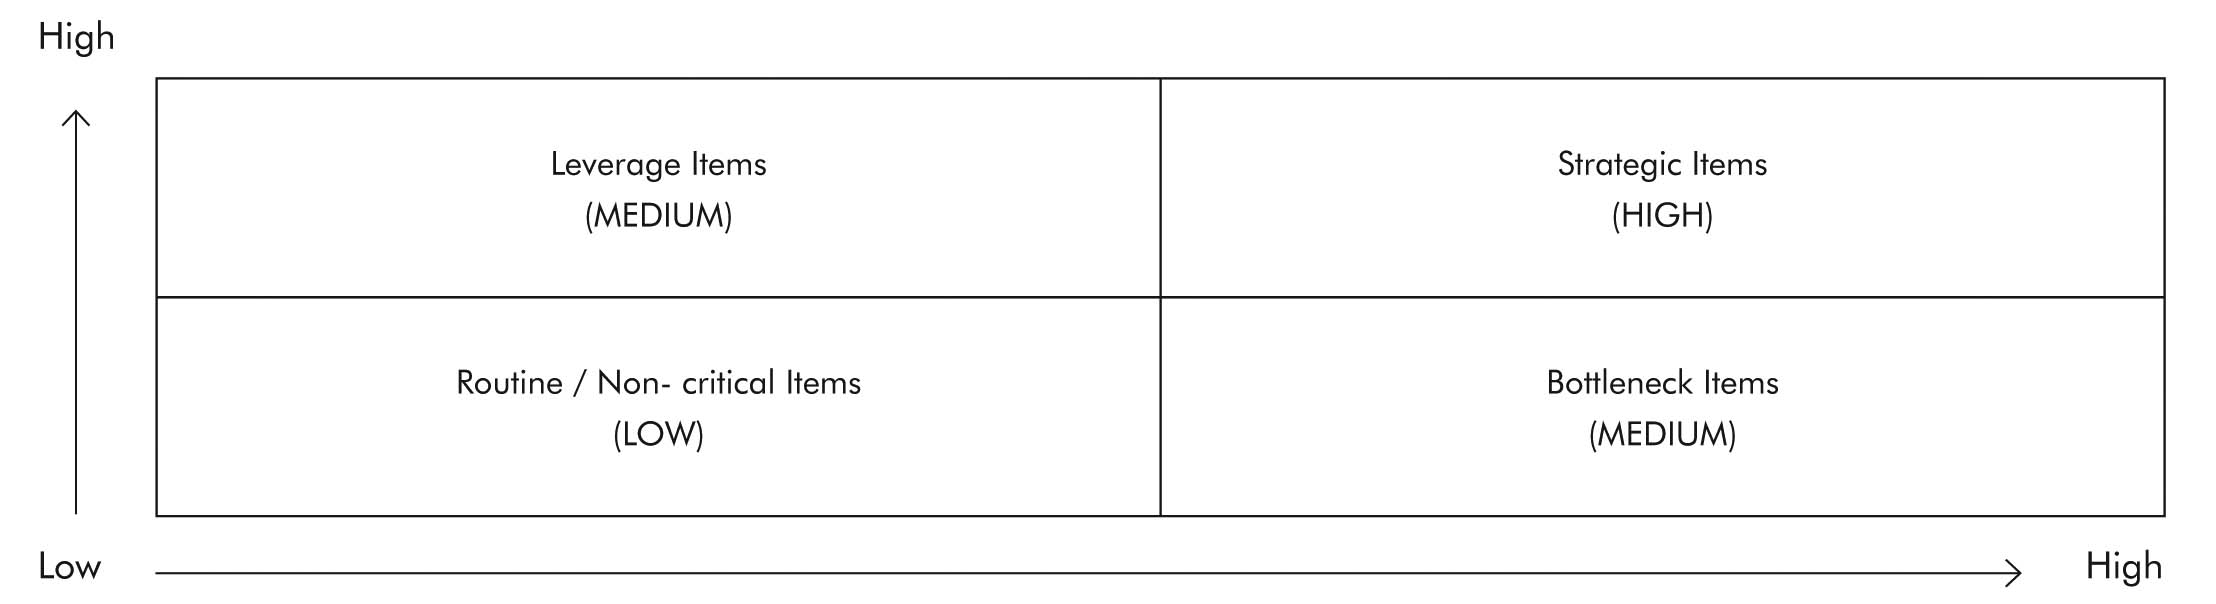 High
Leverage Items
(MEDIUM)
Strategic Items
(HIGH)
Routine / Non- critical Items
(LOW)
Bottleneck Items
(MEDIUM)
Low
High